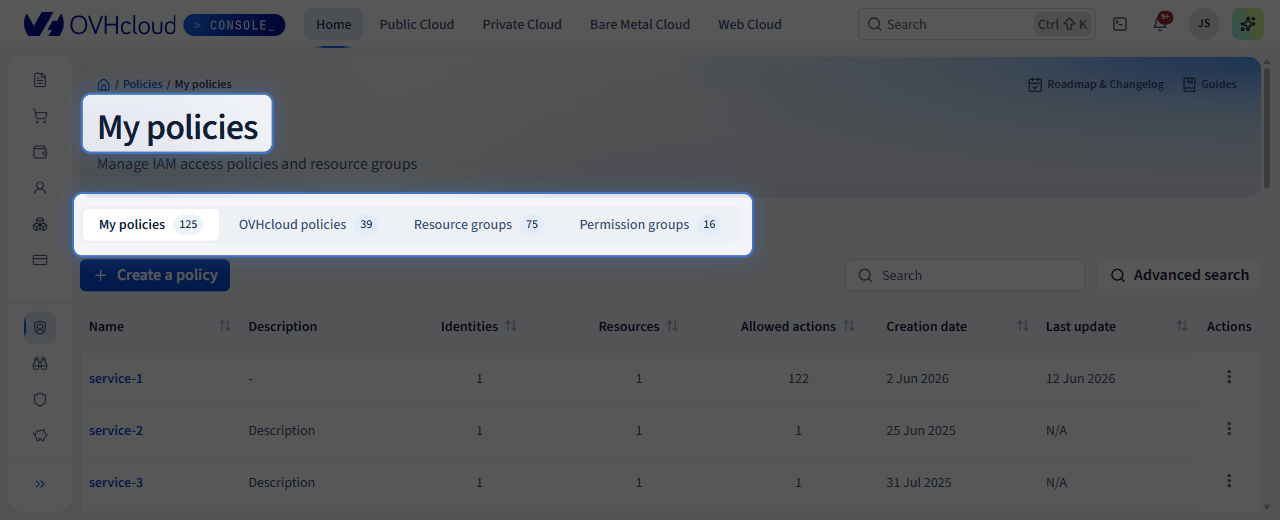 OVHcloud > CONSOLE_ Home Public Cloud Private Cloud Bare Metal Cloud Web Cloud Search Ctrl K 9+ JS
/ Policies / My policies Roadmap & Changelog Guides
My policies
Manage IAM access policies and resource groups
My policies 125 OVHcloud policies 39 Resource groups 75 Permission groups 16
+ Create a policy Search Advanced search
Name Description Identities Resources Allowed actions Creation date Last update Actions
service-1 - 1 1 122 2 Jun 2026 12 Jun 2026
service-2 Description 1 1 1 25 Jun 2025 N/A
service-3 Description 1 1 1 31 Jul 2025 N/A